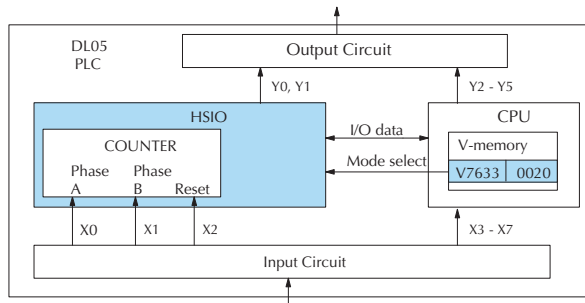 DL05
PLC
Output Circuit
Y0, Y1
Y2 - Y5
HSIO
CPU
COUNTER
Phase
A
Phase
B
Reset
I/O data
Mode select
V-memory
V7633
0020
X0
X1
X2
X3 - X7
Input Circuit